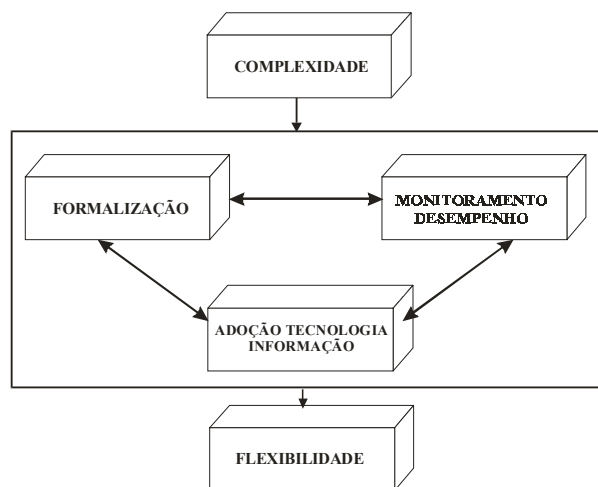 COMPLEXIDADE
FORMALIZAÇÃO
MONITORAMENTO
DESEMPENHO
ADOÇÃO TECNOLOGIA
INFORMAÇÃO
FLEXIBILIDADE